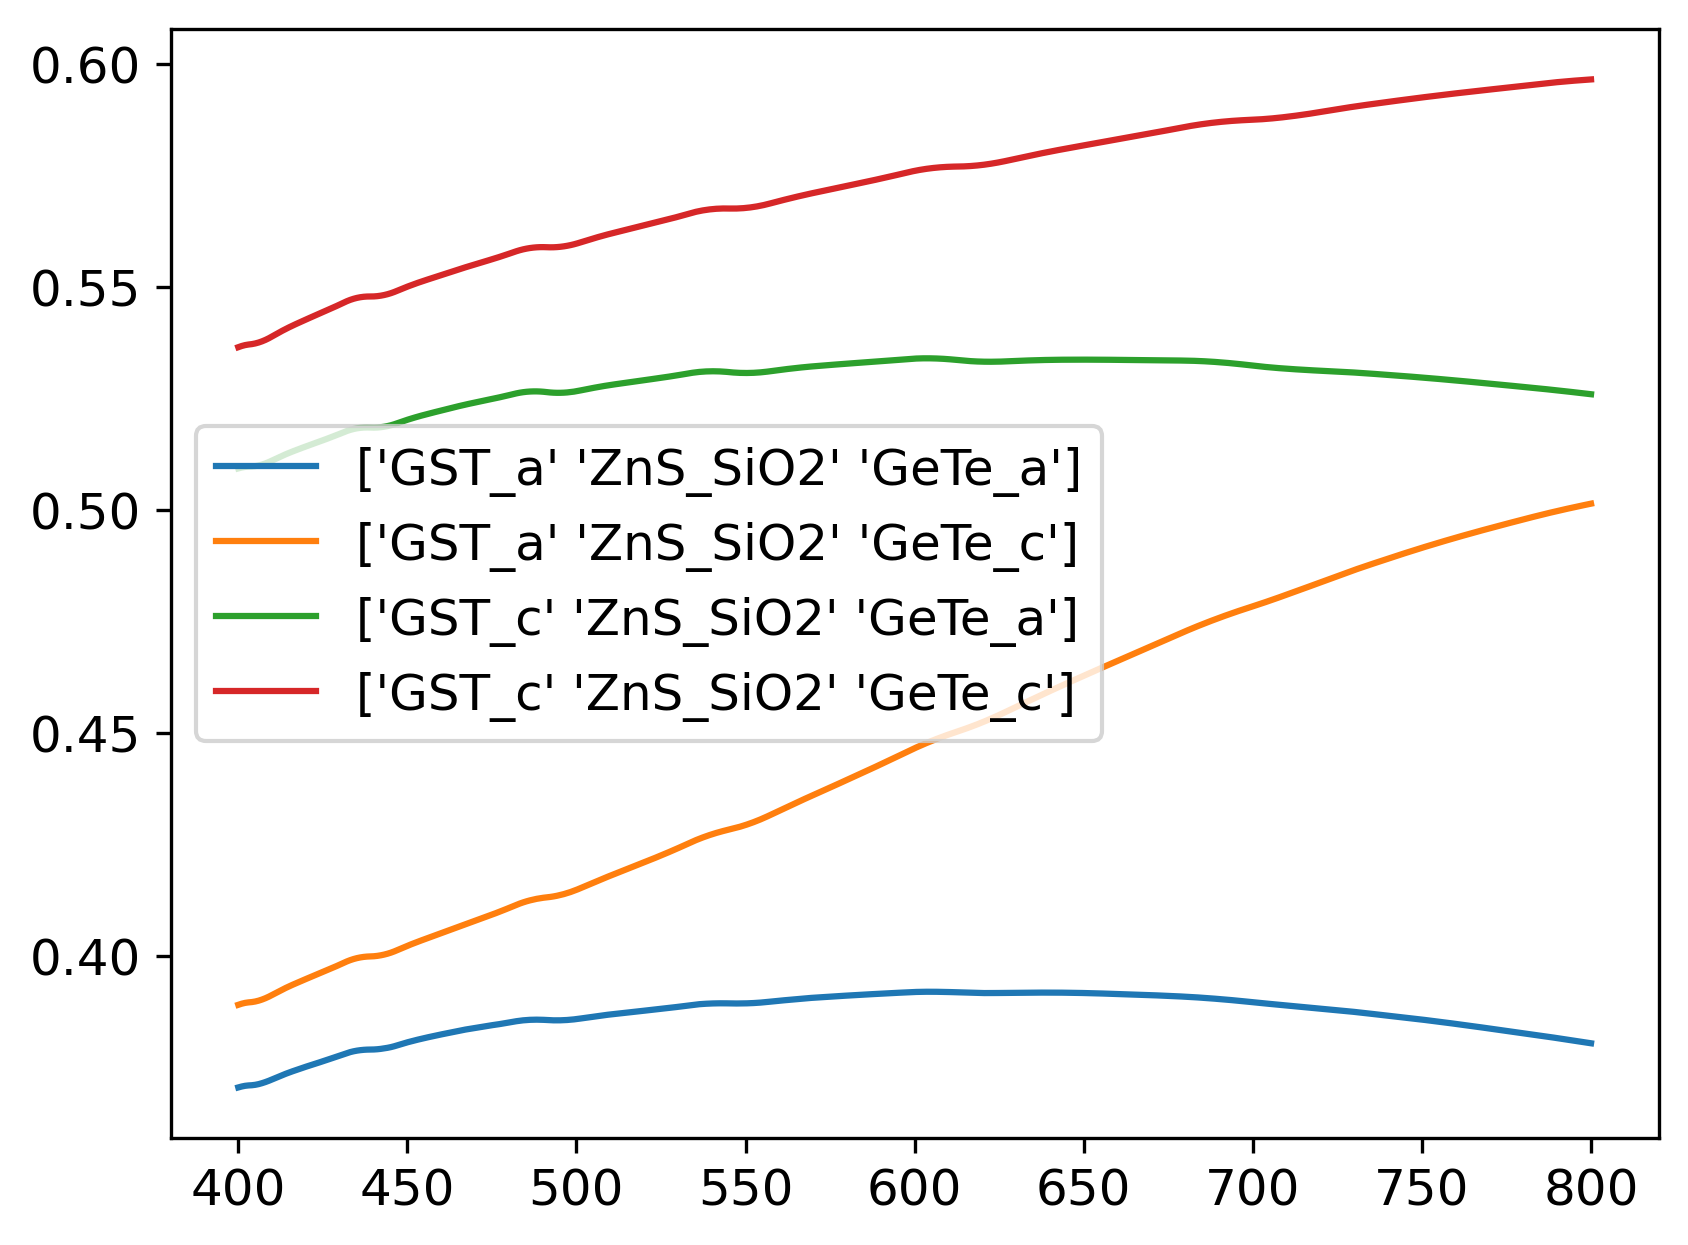 0.60
0.55
0.50
0.45
0.40
['GST_a' 'ZnS_SiO2' 'GeTe_a']
['GST_a' 'ZnS_SiO2' 'GeTe_c']
['GST_c' 'ZnS_SiO2' 'GeTe_a']
['GST_c' 'ZnS_SiO2' 'GeTe_c']
400 450 500 550 600 650 700 750 800